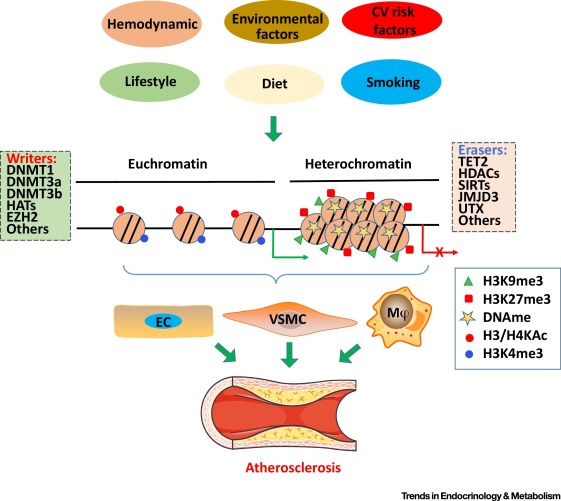 Hemodynamic
Environmental
factors
CV risk
factors
Lifestyle
Diet
Smoking
Writers:
DNMT1
DNMT3a
DNMT3b
HATs
EZH2
Others
Euchromatin
Heterochromatin
Erasers:
TET2
HDACs
SIRTs
JMJD3
UTX
Others
X
H3K9me3
H3K27me3
DNAme
H3/H4KAc
H3K4me3
EC
VSMC
Mφ
Atherosclerosis
Trends in Endocrinology & Metabolism